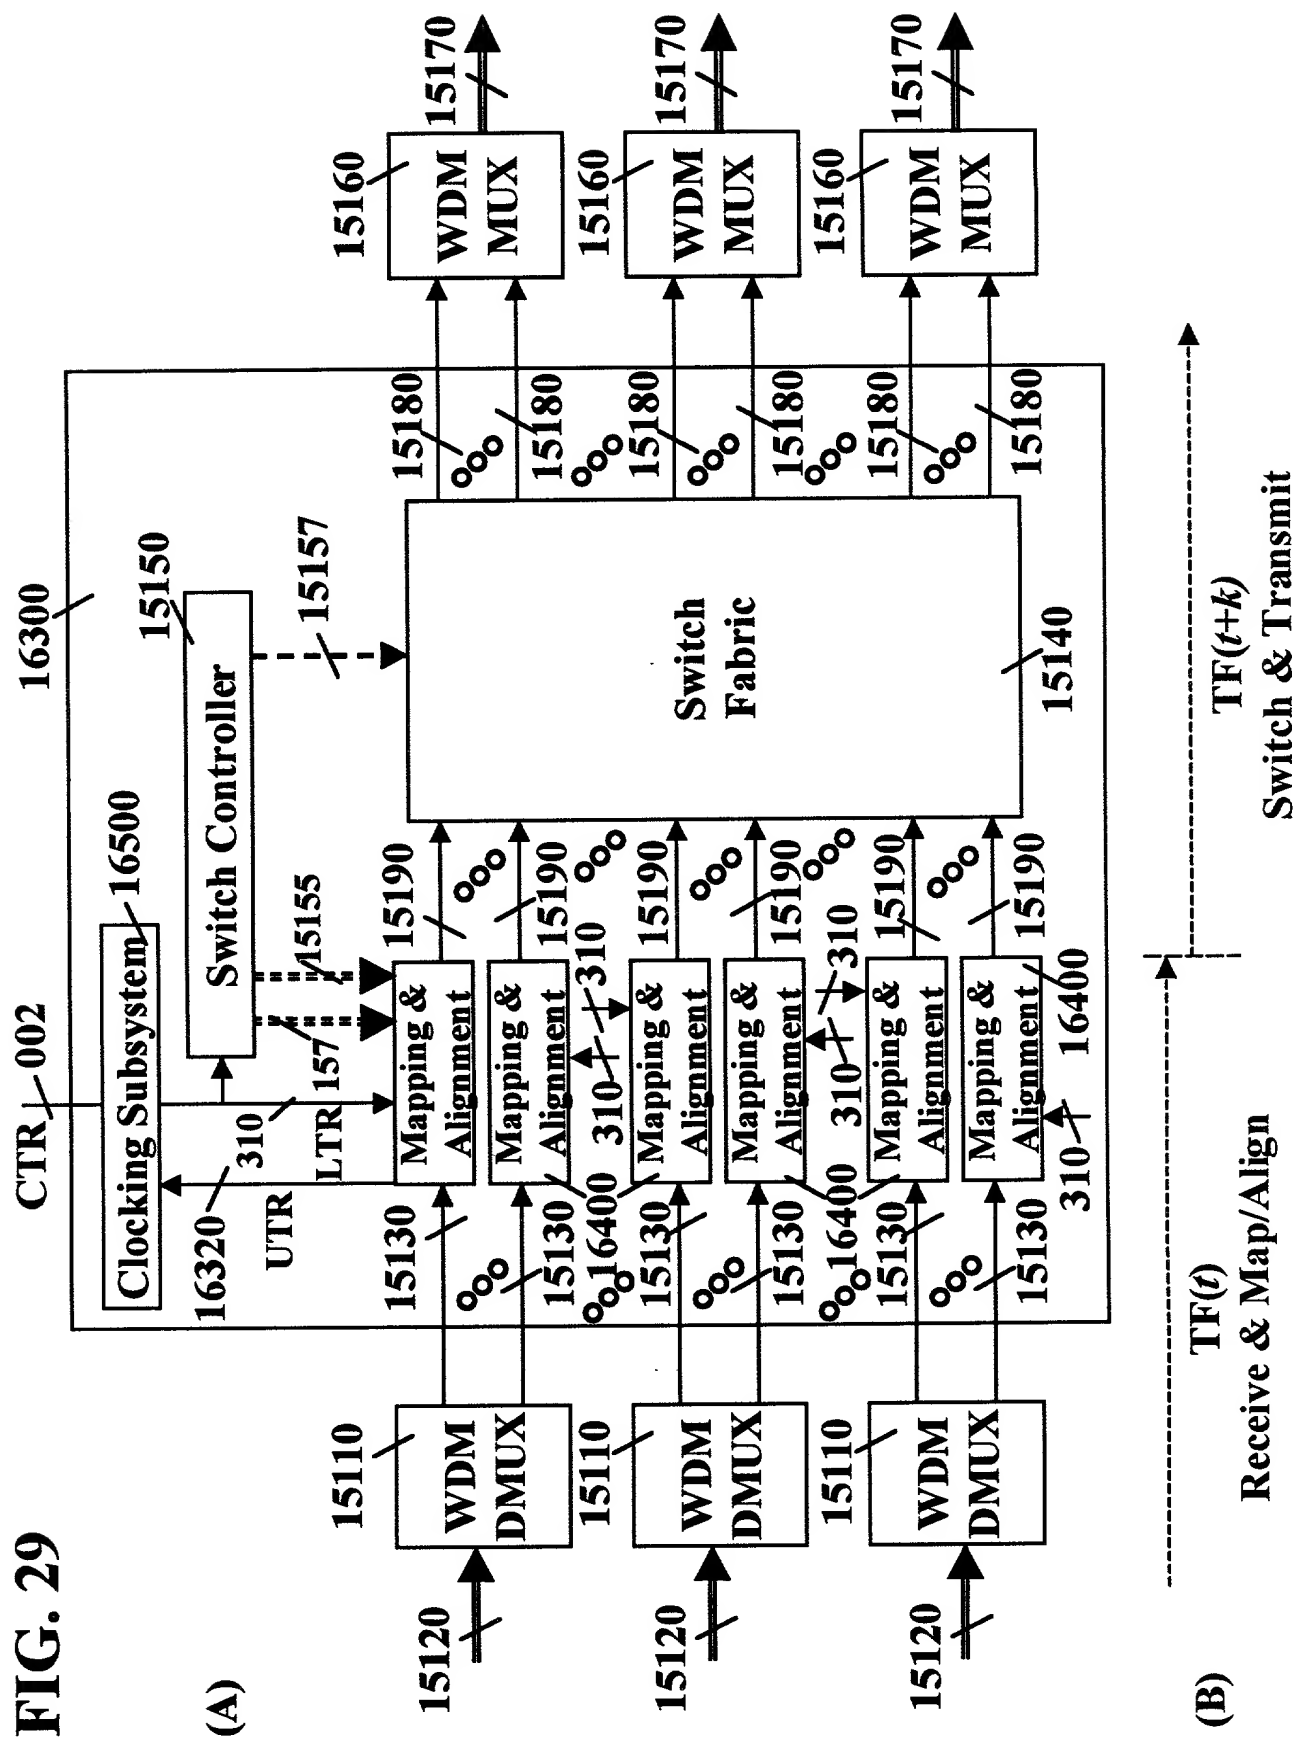 FIG. 29
(A)
CTR
002
16300
Clocking Subsystem
16500
15150
Switch Controller
16320
UTR
310
LTR
157
15155
15157
15120
15110
WDM
DMUX
15130
15130
Mapping &
Alignment
Mapping &
Alignment
16400
310
310
15190
15190
15180
15180
15160
WDM
MUX
15170
15120
15110
WDM
DMUX
15130
15130
Mapping &
Alignment
Mapping &
Alignment
16400
310
310
15190
15190
Switch
Fabric
15140
15180
15180
15160
WDM
MUX
15170
15120
15110
WDM
DMUX
15130
15130
Mapping &
Alignment
Mapping &
Alignment
16400
310
15190
15190
15180
15180
15160
WDM
MUX
15170
(B)
TF(t)
Receive & Map/Align
TF(t+k)
Switch & Transmit